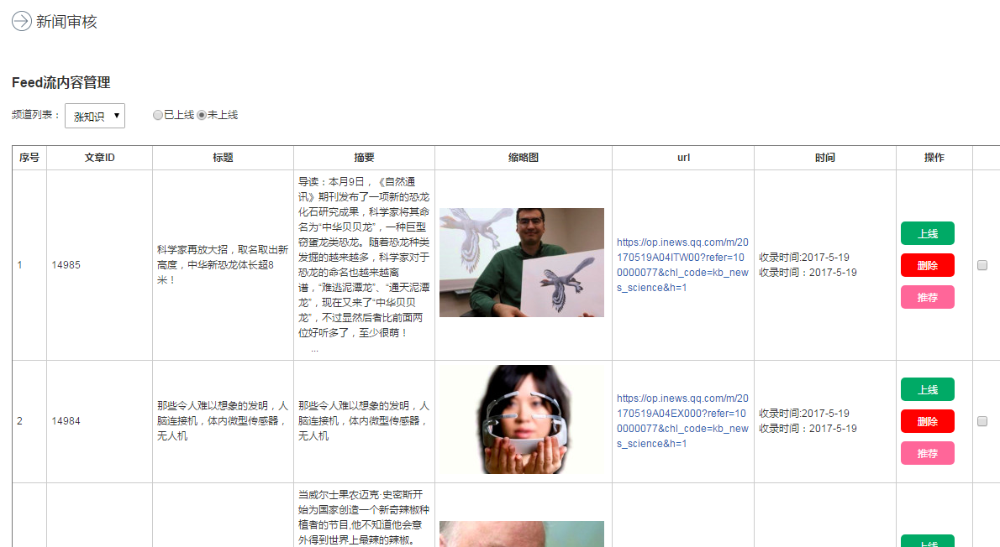 新闻审核
Feed流内容管理
频道列表： 涨知识 已上线 未上线
序号 文章ID 标题 摘要 缩略图 url 时间 操作
1
14985
科学家再放大招，取名取出新
高度，中华新恐龙体长超8
米！
导读：本月9日，《自然通
讯》期刊发布了一项新的恐龙
化石研究成果，科学家将其命
名为“中华贝贝龙”，一种巨型
窃蛋龙类恐龙。随着恐龙种类
发掘的越来越多，科学家对于
恐龙的命名也越来越离
谱，“难逃泥潭龙”、“通天泥潭
龙”，现在又来了“中华贝贝
龙”，不过显然后者比前面两
位好听多了，至少很萌！
...
https://op.inews.qq.com/m/20
170519A04ITW00?refer=10
0000077&chl_code=kb_new
s_science&h=1
收录时间:2017-5-19
收录时间：2017-5-19
上线
删除
推荐
2
14984
那些令人难以想象的发明，人
脑连接机，体内微型传感器，
无人机
那些令人难以想象的发明，人
脑连接机，体内微型传感器，
无人机
https://op.inews.qq.com/m/20
170519A04EX000?refer=10
0000077&chl_code=kb_new
s_science&h=1
收录时间:2017-5-19
收录时间：2017-5-19
上线
删除
推荐
当威尔士果农迈克·史密斯开
始为国家创造一个新奇辣椒种
植者的节目,他不知道他会意
外得到世界上最辣的辣椒。
上线